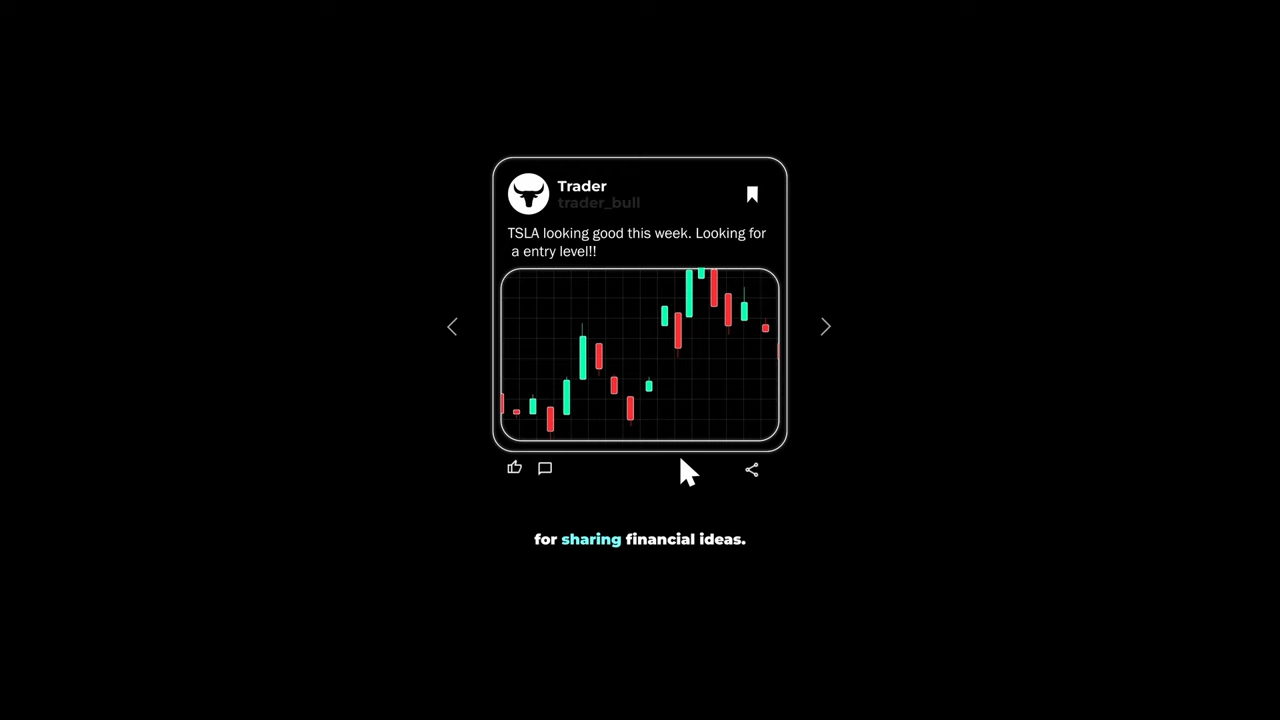 Trader
trader_bull
TSLA looking good this week. Looking for
a entry level!!
for sharing financial ideas.